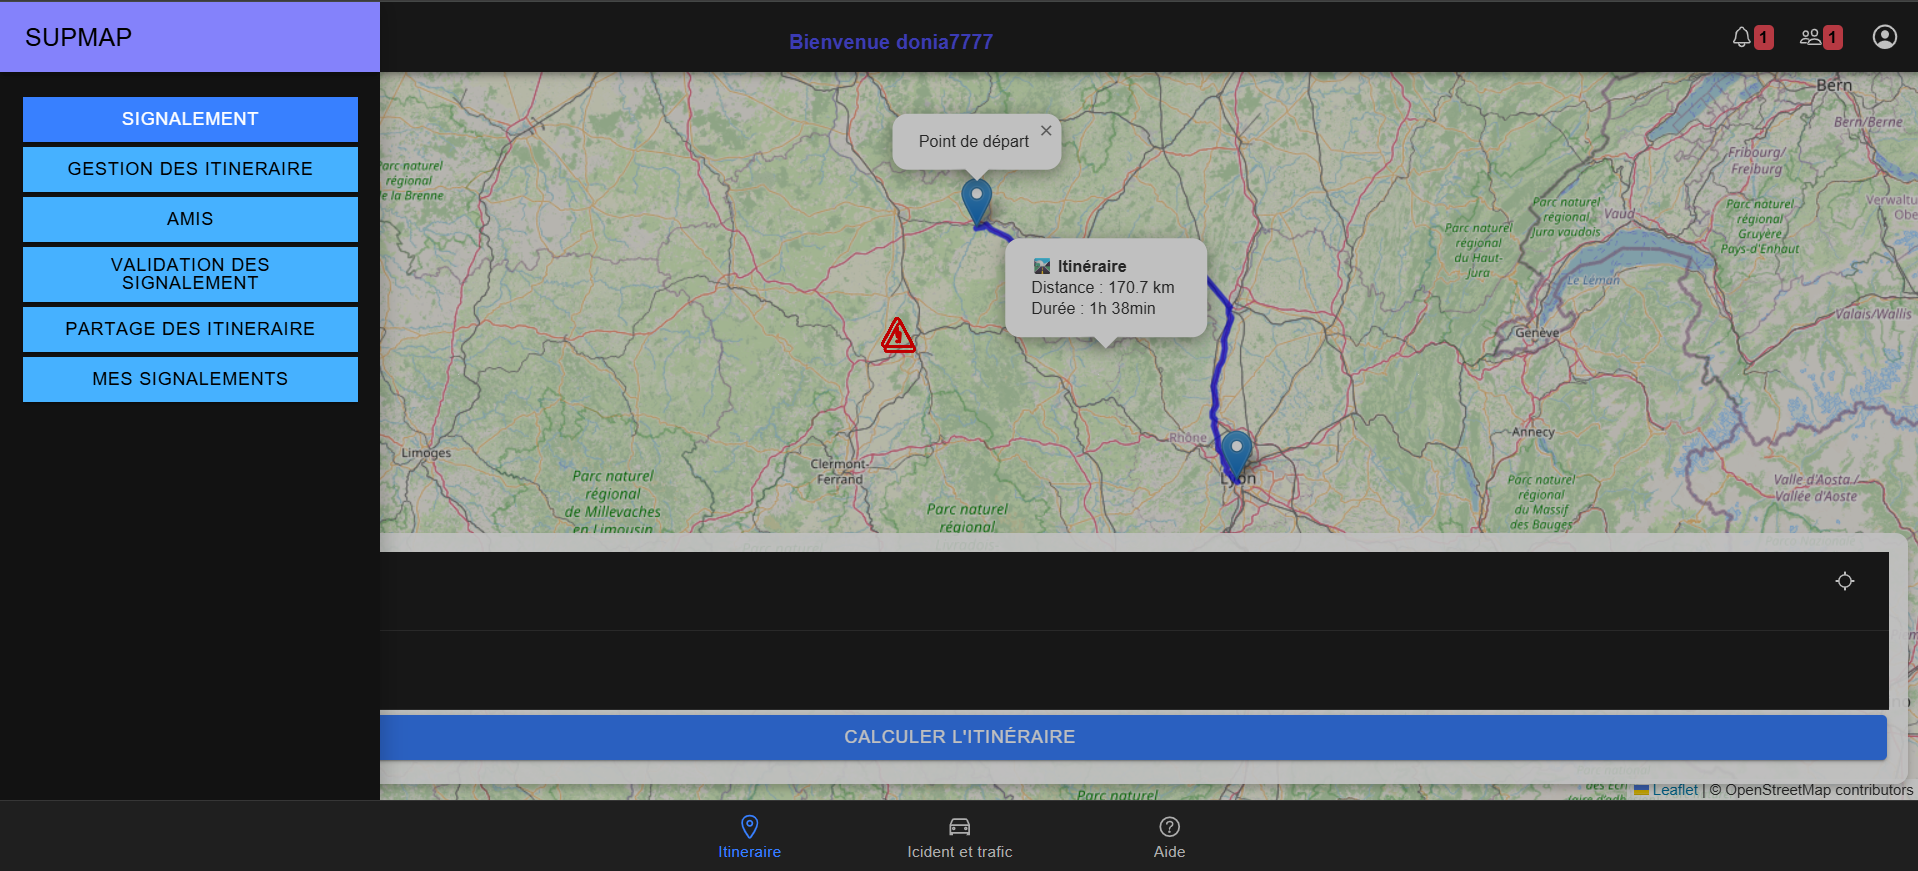 SUPMAP
Bienvenue donia7777
1
1
SIGNALEMENT
GESTION DES ITINERAIRE
AMIS
VALIDATION DES
SIGNALEMENT
PARTAGE DES ITINERAIRE
MES SIGNALEMENTS
Point de départ
×
Itinéraire
Distance : 170.7 km
Durée : 1h 38min
Parc naturel
régional
de la Brenne
Bern
Bern/Berne
Fribourg/
Freiburg
Parc naturel
régional
Jura vaudois
Vaud
Parc naturel
régional
Gruyère
Pays-d'Enhaut
Parc naturel
régional
du Haut-
Jura
Le Léman
Valais/Wallis
Genève
Limoges
Clermont-
Ferrand
Rhône
Lyon
Annecy
Parc naturel
régional
de Millevaches
en Limousin
Parc naturel
régional
Parc naturel
régional
du Massif
des Bauges
Valle d'Aosta /
Vallée d'Aoste
CALCULER L'ITINÉRAIRE
Parc naturel
Leaflet | © OpenStreetMap contributors
Itineraire
Icident et trafic
Aide